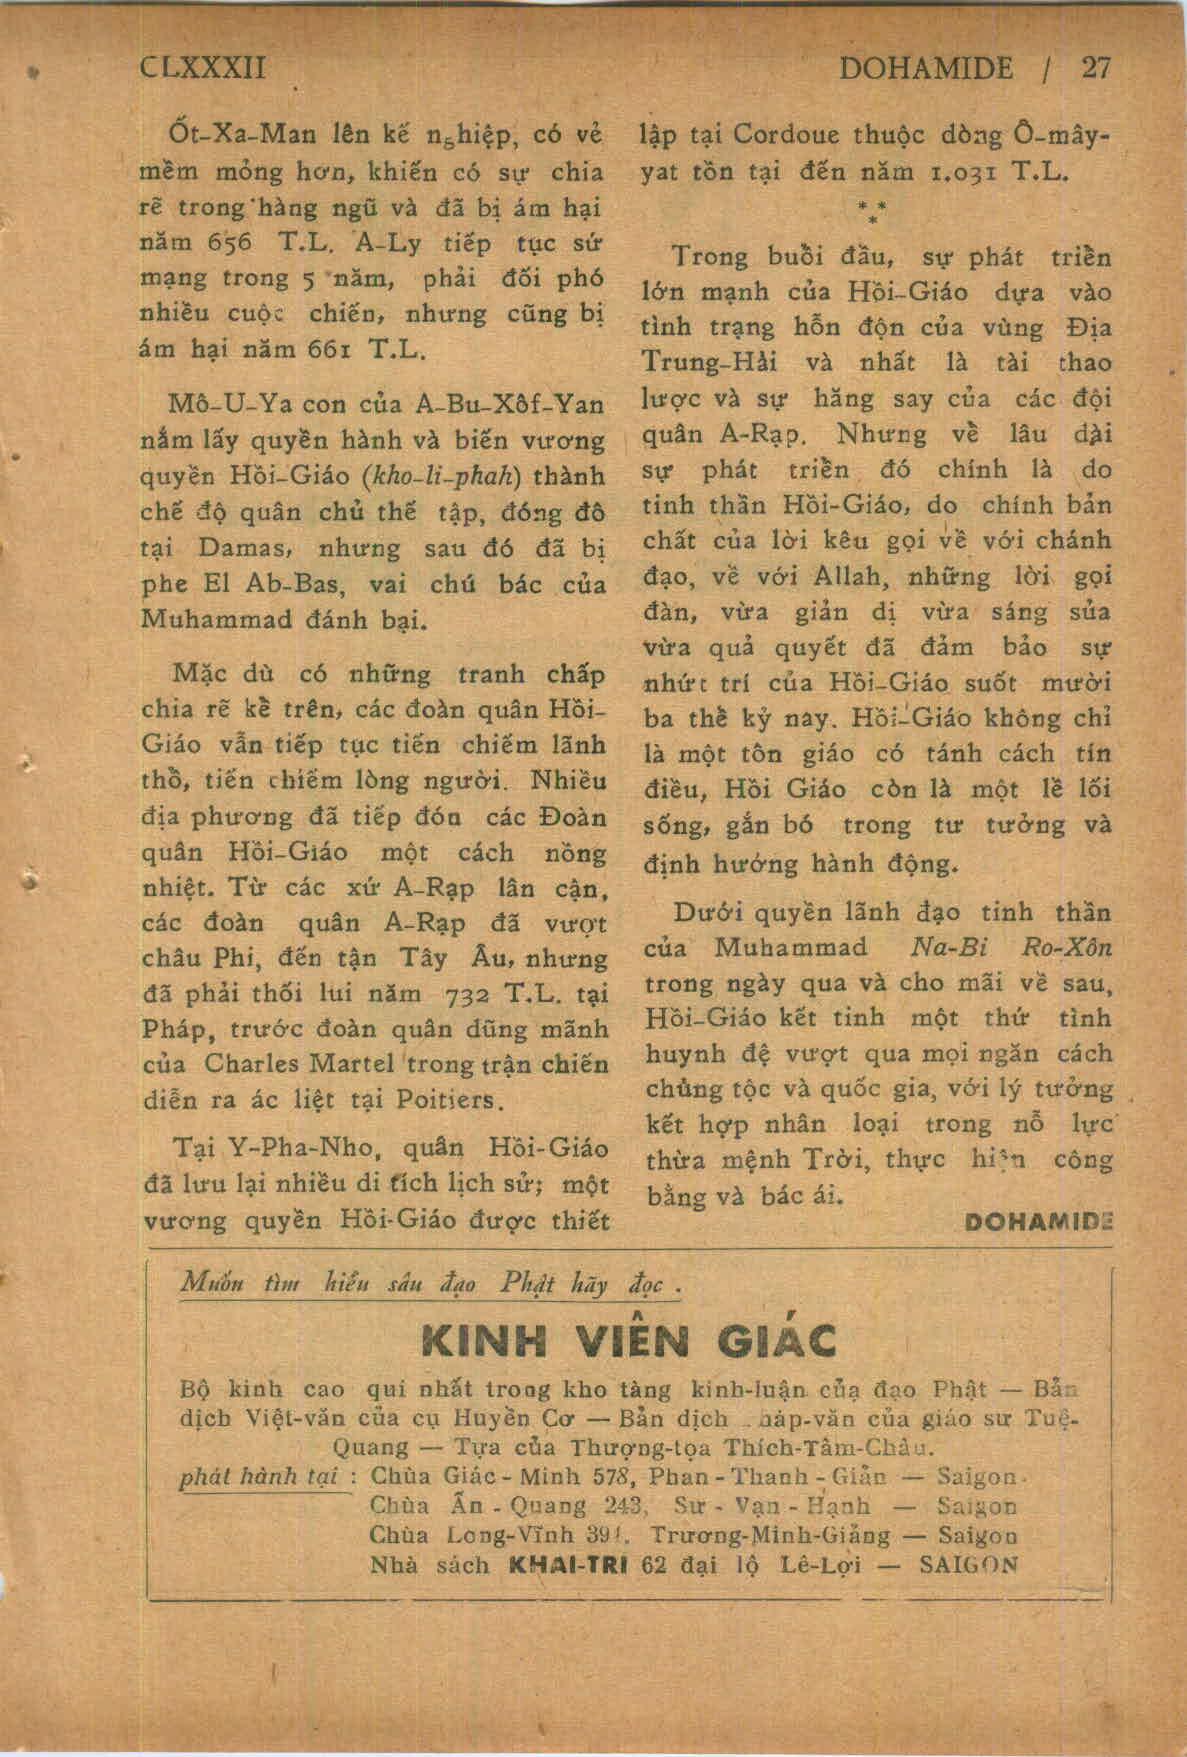 CLXXXII
DOHAMIDE / 27
Ốt-Xa-Man lên kế nghiệp, có vẻ
mềm mỏng hơn, khiến có sự chia
rẽ trong hàng ngũ và đã bị ám hại
năm 656 T.L. A-Ly tiếp tục sứ
mạng trong 5 năm, phải đối phó
nhiều cuộc chiến, nhưng cũng bị
ám hại năm 661 T.L.
Mô-U-Ya con của A-Bu-Xôf-Yan
nắm lấy quyền hành và biến vương
quyền Hồi-Giáo (kho-li-phah) thành
chế độ quân chủ thế tập, đóng đô
tại Damas, nhưng sau đó đã bị
phe El Ab-Bas, vai chú bác của
Muhammad đánh bại.
Mặc dù có những tranh chấp
chia rẽ kể trên, các đoàn quân Hồi-
Giáo vẫn tiếp tục tiến chiếm lãnh
thổ, tiến chiếm lòng người. Nhiều
địa phương đã tiếp đón các Đoàn
quân Hồi-Giáo một cách nồng
nhiệt. Từ các xứ A-Rạp lân cận,
các đoàn quân A-Rạp đã vượt
châu Phi, đến tận Tây Âu, nhưng
đã phải thối lui năm 732 T.L. tại
Pháp, trước đoàn quân dũng mãnh
của Charles Martel trong trận chiến
diễn ra ác liệt tại Poitiers.
Tại Y-Pha-Nho, quân Hồi-Giáo
đã lưu lại nhiều di tích lịch sử; một
vương quyền Hồi-Giáo được thiết
lập tại Cordoue thuộc dòng Ô-mây-
yat tồn tại đến năm 1.031 T.L.
* *
*
Trong buổi đầu, sự phát triển
lớn mạnh của Hồi-Giáo dựa vào
tình trạng hỗn độn của vùng Địa
Trung-Hải và nhất là tài thao
lược và sự hăng say của các đội
quân A-Rạp. Nhưng về lâu dài
sự phát triển đó chính là do
tinh thần Hồi-Giáo, do chính bản
chất của lời kêu gọi về với chánh
đạo, về với Allah, những lời gọi
đàn, vừa giản dị vừa sáng sủa
vừa quả quyết đã đảm bảo sự
nhứt trí của Hồi-Giáo suốt mười
ba thế kỷ nay. Hồi-Giáo không chỉ
là một tôn giáo có tánh cách tín
điều, Hồi Giáo còn là một lề lối
sống, gắn bó trong tư tưởng và
định hướng hành động.
Dưới quyền lãnh đạo tinh thần
của Muhammad Na-Bi Ro-Xôn
trong ngày qua và cho mãi về sau,
Hồi-Giáo kết tinh một thứ tình
huynh đệ vượt qua mọi ngăn cách
chủng tộc và quốc gia, với lý tưởng
kết hợp nhân loại trong nỗ lực
thừa mệnh Trời, thực hiện công
bằng và bác ái.
DOHAMIDE
Muốn tìm hiểu sâu đạo Phật hãy đọc .
KINH VIÊN GIÁC
Bộ kinh cao quí nhất trong kho tàng kinh-luận của đạo Phật — Bản
dịch Việt-văn của cụ Huyền Cơ — Bản dịch háp-văn của giáo sư Tuệ-
Quang — Tựa của Thượng-tọa Thích-Tâm-Châu.
phát hành tại : Chùa Giác - Minh 578, Phan - Thanh - Giản — Saigon.
Chùa Ấn - Quang 243, Sư - Vạn - Hạnh — Saigon
Chùa Long-Vĩnh Trương-Minh-Giảng — Saigon
Nhà sách KHAI-TRI 62 đại lộ Lê-Lợi — SAIGON